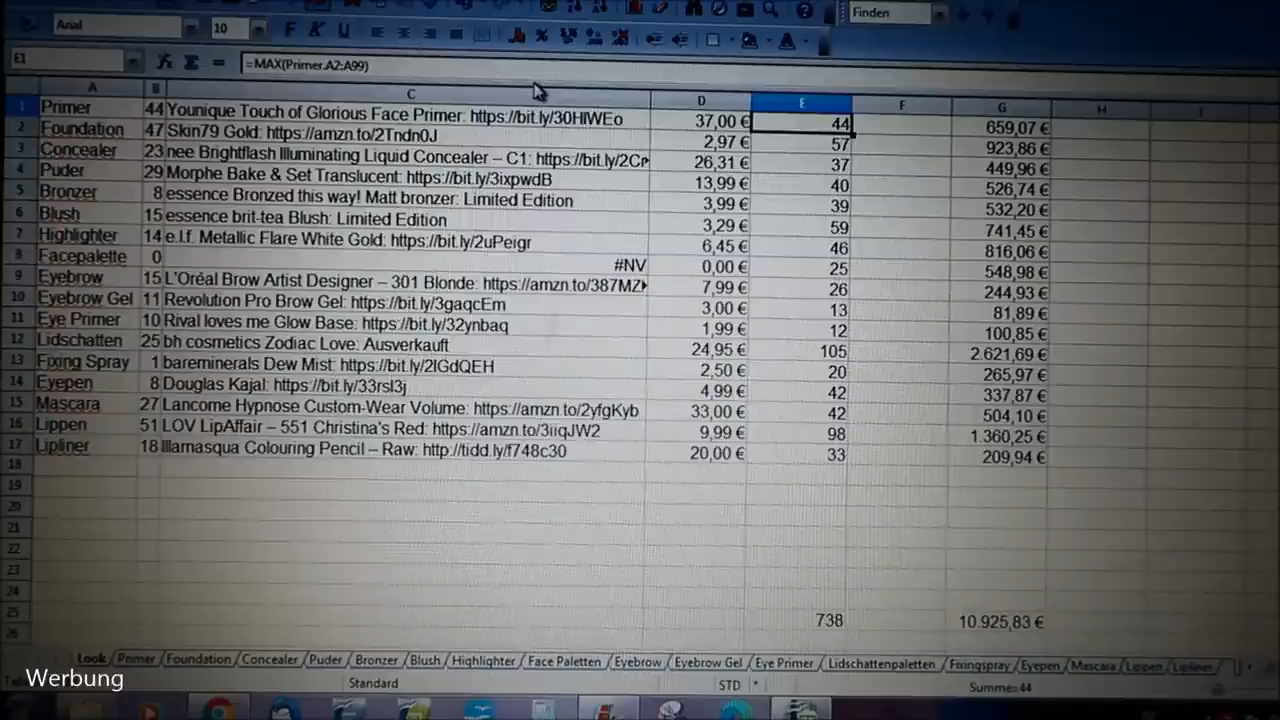 Finden
Arial 10 F K U
E1 =MAX(Primer.A2:A99)
A B C D E F G H I
1 Primer 44 Younique Touch of Glorious Face Primer: https://bit.ly/30HIWEo 37,00 € 44 659,07 €
2 Foundation 47 Skin79 Gold: https://amzn.to/2Tndn0J 2,97 € 57 923,86 €
3 Concealer 23 nee Brightflash Illuminating Liquid Concealer – C1: https://bit.ly/2Cr 26,31 € 37 449,96 €
4 Puder 29 Morphe Bake & Set Translucent: https://bit.ly/3ixpwdB 13,99 € 40 526,74 €
5 Bronzer 8 essence Bronzed this way! Matt bronzer: Limited Edition 3,99 € 39 532,20 €
6 Blush 15 essence brit-tea Blush: Limited Edition 3,29 € 59 741,45 €
7 Highlighter 14 e.l.f. Metallic Flare White Gold: https://bit.ly/2uPeigr 6,45 € 46 816,06 €
8 Facepalette 0 #NV 0,00 € 25 548,98 €
9 Eyebrow 15 L'Oréal Brow Artist Designer – 301 Blonde: https://amzn.to/387MZ 7,99 € 26 244,93 €
10 Eyebrow Gel 11 Revolution Pro Brow Gel: https://bit.ly/3gaqcEm 3,00 € 13 81,89 €
11 Eye Primer 10 Rival loves me Glow Base: https://bit.ly/32ynbaq 1,99 € 12 100,85 €
12 Lidschatten 25 bh cosmetics Zodiac Love: Ausverkauft 24,95 € 105 2.621,69 €
13 Fixing Spray 1 bareminerals Dew Mist: https://bit.ly/2IGdQEH 2,50 € 20 265,97 €
14 Eyepen 8 Douglas Kajal: https://bit.ly/33rsl3j 4,99 € 42 337,87 €
15 Mascara 27 Lancome Hypnose Custom-Wear Volume: https://amzn.to/2yfgKyb 33,00 € 42 504,10 €
16 Lippen 51 LOV LipAffair – 551 Christina's Red: https://amzn.to/3iiqJW2 9,99 € 98 1.360,25 €
17 Lipliner 18 Illamasqua Colouring Pencil – Raw: http://tidd.ly/f748c30 20,00 € 33 209,94 €
18
19
20
21
22
23
24
25 738 10.925,83 €
26
Look Primer Foundation Concealer Puder Bronzer Blush Highlighter Face Paletten Eyebrow Eyebrow Gel Eye Primer Lidschattenpaletten Fixingspray Eyepen Mascara Lippen Lipliner
Standard STD * Summe=44
Werbung